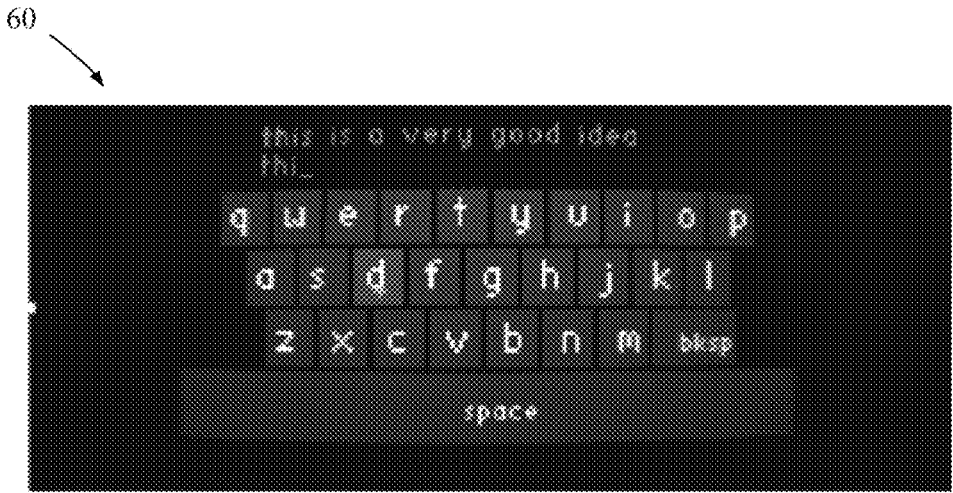 60
this is a very good idea
thi_
q w e r t y u i o p
a s d f g h j k l
z x c v b n m bksp
space